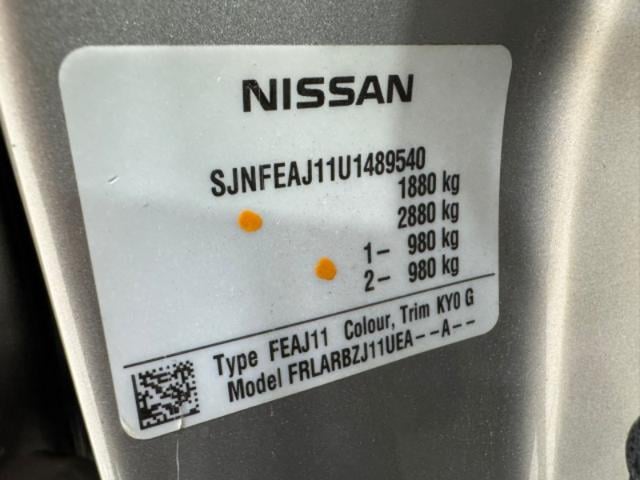 NISSAN
SJNFEAJ11U1489540
1880 kg
2880 kg
1- 980 kg
2- 980 kg
Type FEAJ11 Colour, Trim KY0 G
Model FRLARBZJ11UEA--A--